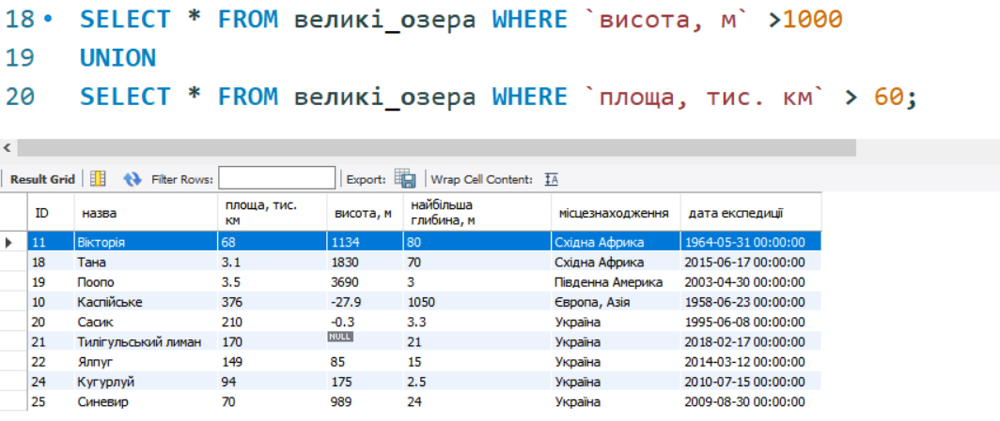 18 SELECT * FROM великі_озера WHERE `висота, м` >1000
19 UNION
20 SELECT * FROM великі_озера WHERE `площа, тис. км` > 60;
Result Grid Filter Rows: Export: Wrap Cell Content: IA
ID назва площа, тис. км висота, м найбільша глибина, м місцезнаходження дата експедиції
11 Вікторія 68 1134 80 Східна Африка 1964-05-31 00:00:00
18 Тана 3.1 1830 70 Східна Африка 2015-06-17 00:00:00
19 Поопо 3.5 3690 3 Південна Америка 2003-04-30 00:00:00
10 Каспійське 376 -27.9 1050 Європа, Азія 1958-06-23 00:00:00
20 Сасик 210 -0.3 3.3 Україна 1995-06-08 00:00:00
21 Тилігульський лиман 170 NULL 21 Україна 2018-02-17 00:00:00
22 Ялпуг 149 85 15 Україна 2014-03-12 00:00:00
24 Кугурлуй 94 175 2.5 Україна 2010-07-15 00:00:00
25 Синевир 70 989 24 Україна 2009-08-30 00:00:00